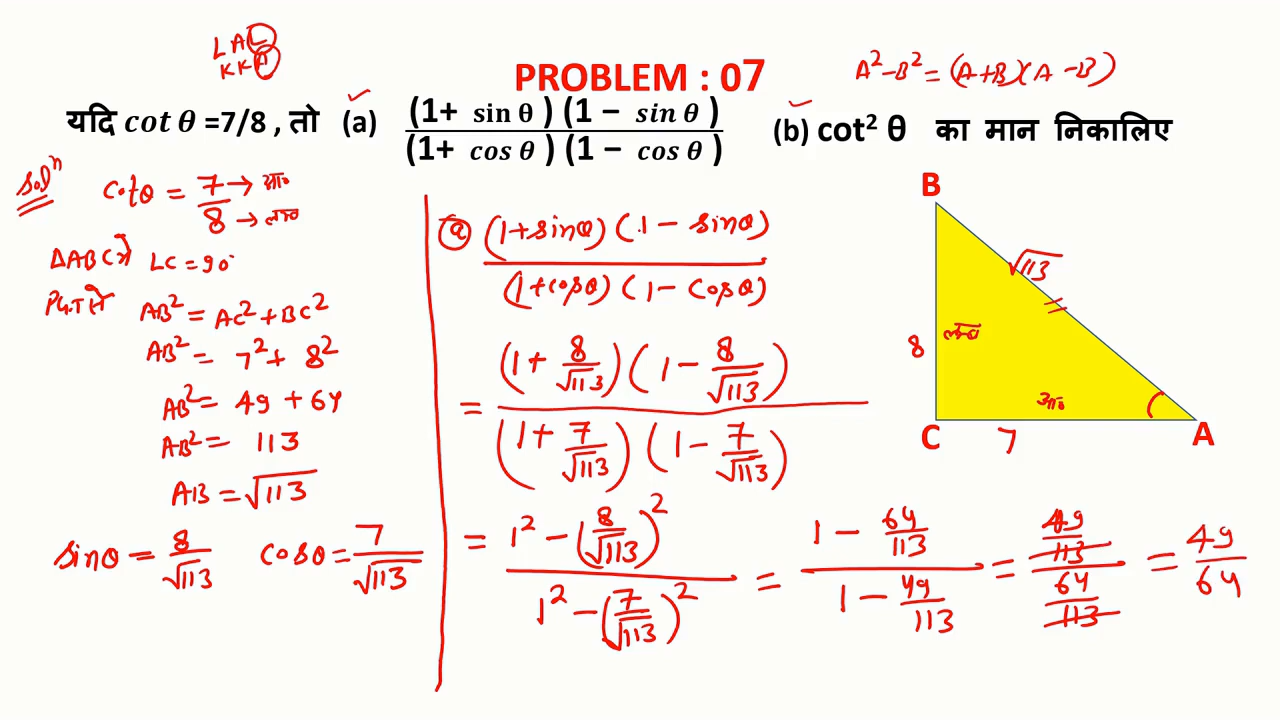 L A L
K K A
PROBLEM : 07
A² − B² = (A+B)(A − B)
यदि cot θ =7/8 , तो (a) (1+ sin θ ) (1 − sin θ ) / (1+ cos θ ) (1 − cos θ ) (b) cot² θ का मान निकालिए
Solⁿ
Cotθ = 7/8 → आ०
→ लम्ब
ΔABC में ∠C = 90°
P.G.T से AB² = AC² + BC²
AB² = 7² + 8²
AB² = 49 + 64
AB² = 113
AB = √113
sinθ = 8/√113 cosθ = 7/√113
(a) (1+sinθ) (1 − sinθ) / (1+cosθ) (1 − cosθ)
= (1 + 8/√113) (1 − 8/√113) / (1 + 7/√113) (1 − 7/√113)
= 1² − (8/√113)² / 1² − (7/√113)² = 1 − 64/113 / 1 − 49/113 = 49/113 / 64/113 = 49/64
B
√113
8
लम्ब
आ०
C
7
A